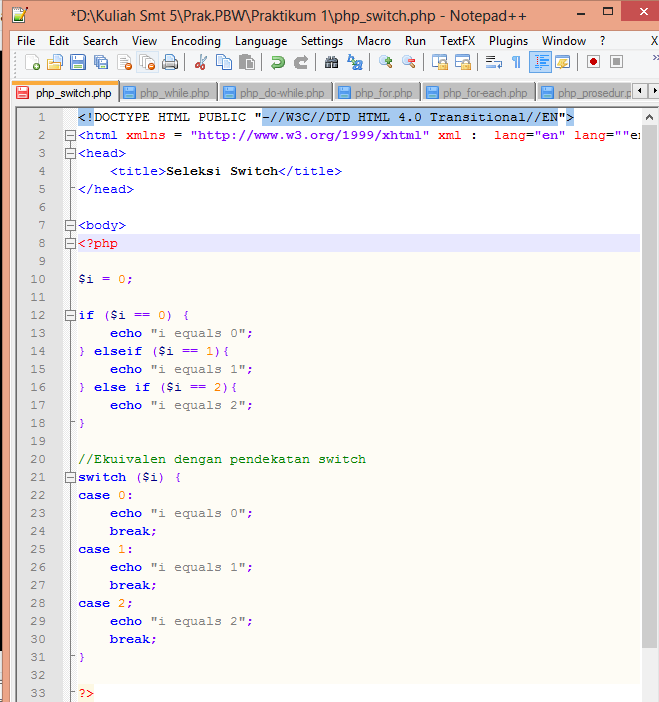 *D:\Kuliah Smt 5\Prak.PBW\Praktikum 1\php_switch.php - Notepad++
File Edit Search View Encoding Language Settings Macro Run TextFX Plugins Window ? X
php_switch.php php_while.php php_do-while.php php_for.php php_for-each.php php_prosedur.p
1 <!DOCTYPE HTML PUBLIC "-//W3C//DTD HTML 4.0 Transitional//EN">
2 <html xmlns = "http://www.w3.org/1999/xhtml" xml : lang="en" lang=""en
3 <head>
4 <title>Seleksi Switch</title>
5 </head>
6
7 <body>
8 <?php
9
10 $i = 0;
11
12 if ($i == 0) {
13 echo "i equals 0";
14 } elseif ($i == 1){
15 echo "i equals 1";
16 } else if ($i == 2){
17 echo "i equals 2";
18 }
19
20 //Ekuivalen dengan pendekatan switch
21 switch ($i) {
22 case 0:
23 echo "i equals 0";
24 break;
25 case 1:
26 echo "i equals 1";
27 break;
28 case 2;
29 echo "i equals 2";
30 break;
31 }
32
33 ?>